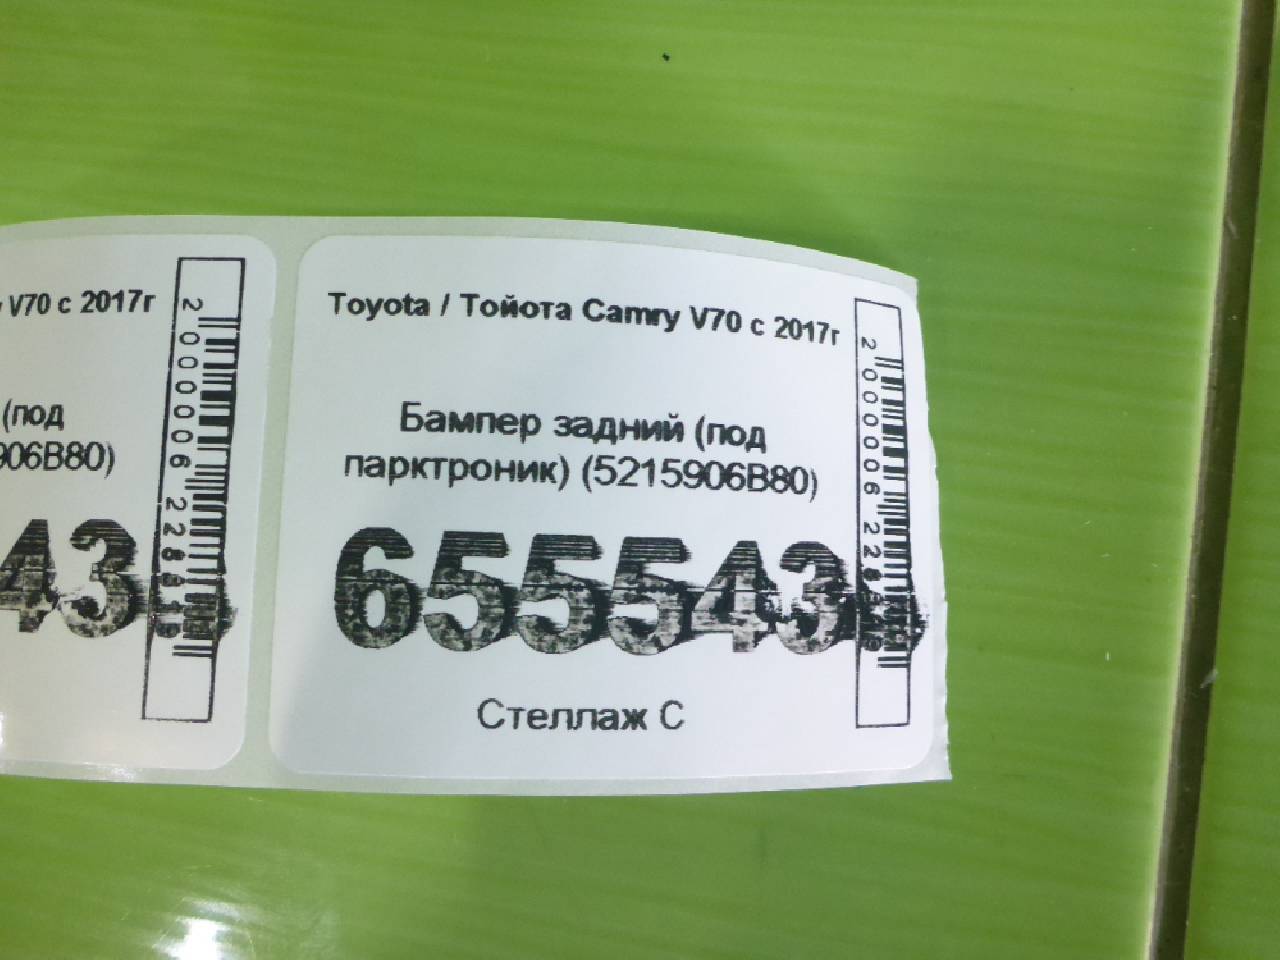 V70 с 2017г
(под
906B80)
43
Toyota / Тойота Camry V70 с 2017г
Бампер задний (под
парктроник) (5215906B80)
655543
Стеллаж С